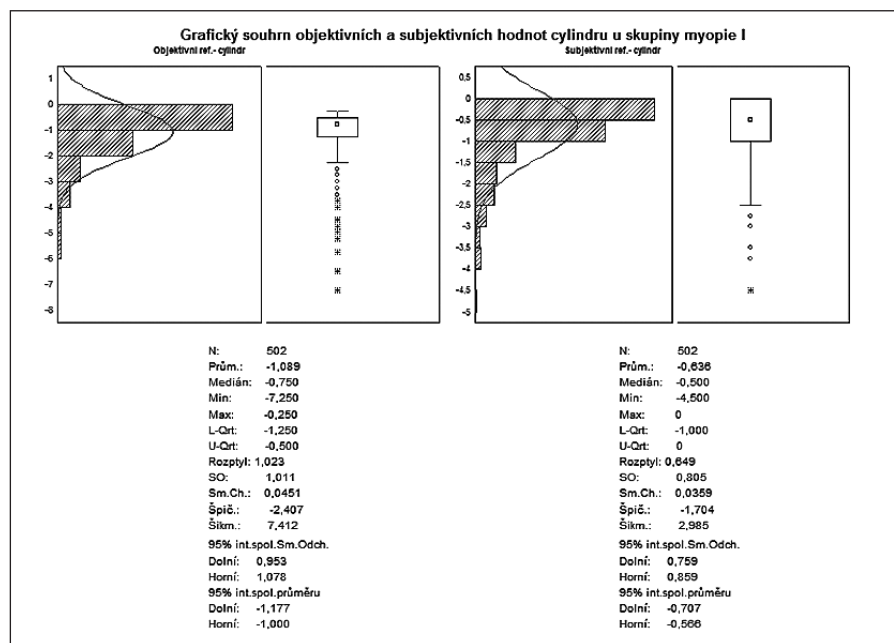 Grafický souhrn objektivních a subjektivních hodnot cylindru u skupiny myopie I
Objektivní ref.- cylindr
1
0
-1
-2
-3
-4
-5
-6
-8
N: 502
Prům.: -1,089
Medián: -0,750
Min: -7,250
Max: -0,250
L-Qrt: -1,250
U-Qrt: -0,500
Rozptyl: 1,023
SO: 1,011
Sm.Ch.: 0,0451
Špič.: -2,407
Šikm.: 7,412
95% int.spol.Sm.Odch.
Dolní: 0,953
Horní: 1,078
95% int.spol.průměru
Dolní: -1,177
Horní: -1,000
Subjektivní ref.- cylindr
0,5
0
-0,5
-1
-1,5
-2
-2,5
-3
-3,5
-4
-4,5
-5
N: 502
Prům.: -0,636
Medián: -0,500
Min: -4,500
Max: 0
L-Qrt: -1,000
U-Qrt: 0
Rozptyl: 0,649
SO: 0,805
Sm.Ch.: 0,0359
Špič.: -1,704
Šikm.: 2,985
95% int.spol.Sm.Odch.
Dolní: 0,759
Horní: 0,859
95% int.spol.průměru
Dolní: -0,707
Horní: -0,566